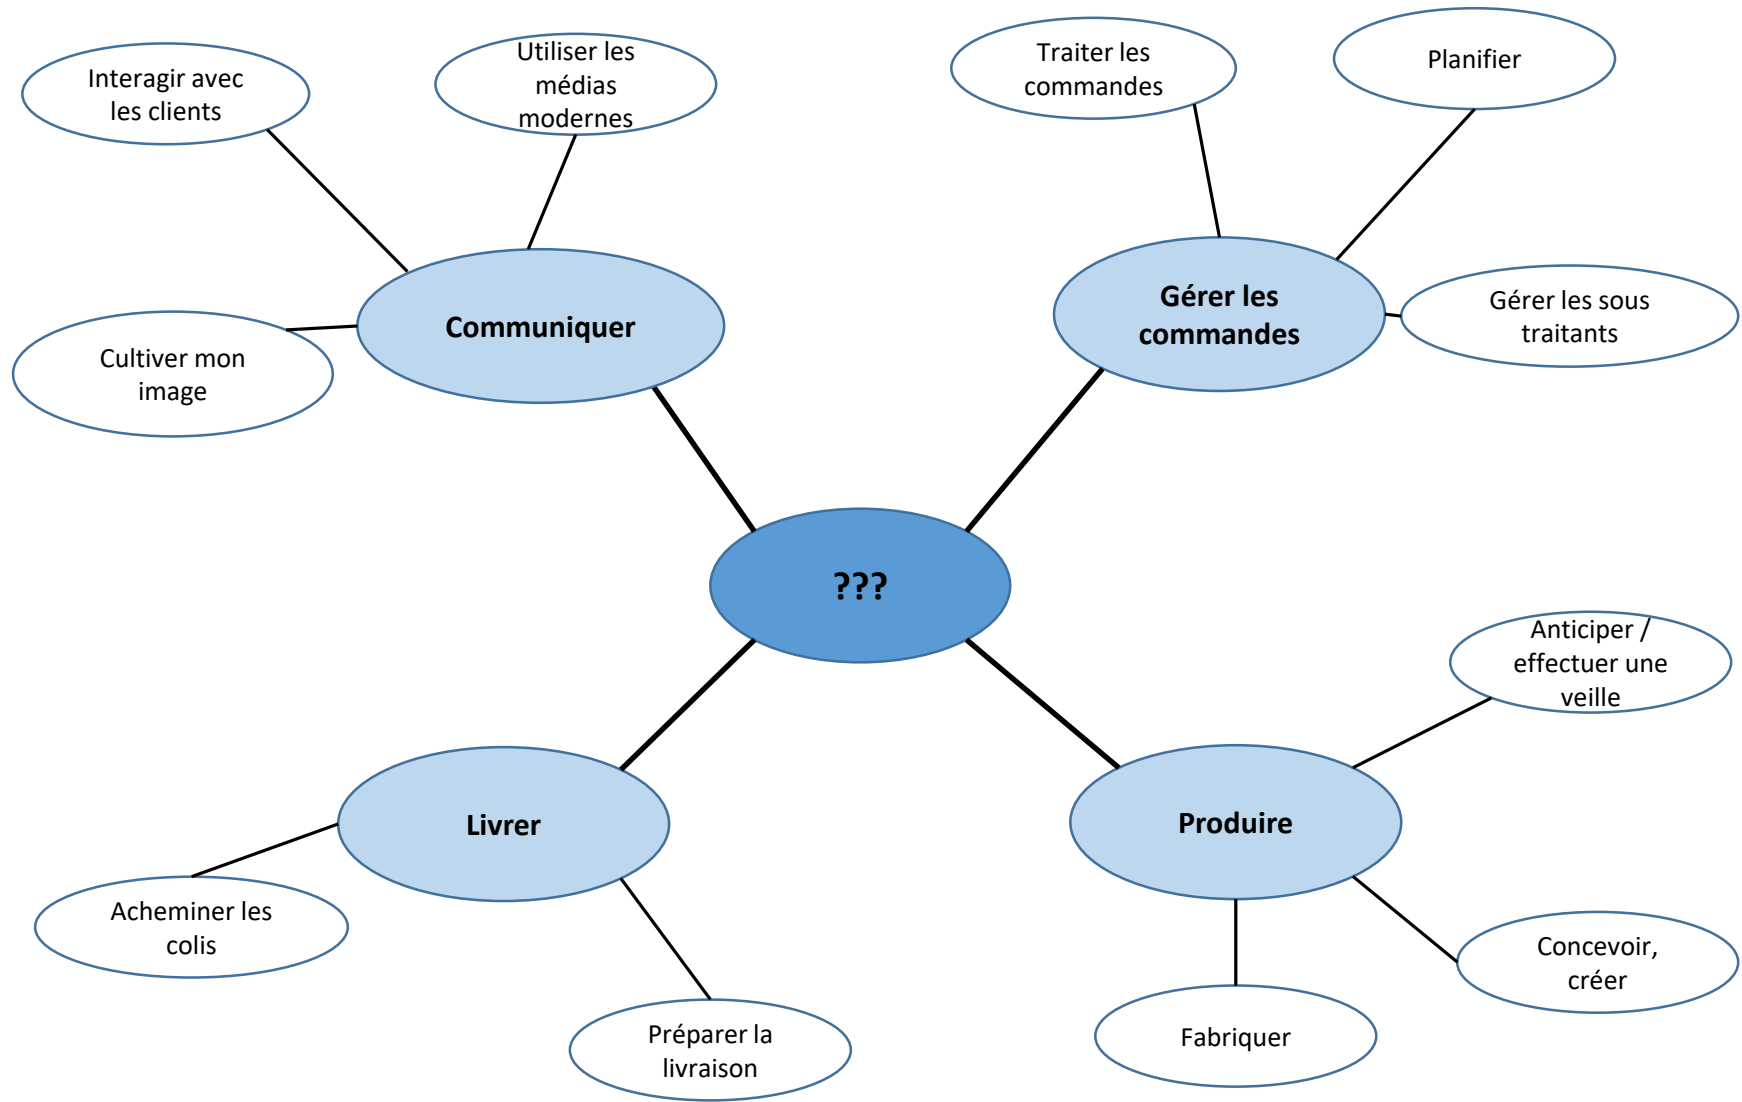 Interagir avec
les clients
Utiliser les
médias
modernes
Cultiver mon
image
Communiquer
Traiter les
commandes
Planifier
Gérer les sous
traitants
Gérer les
commandes
???
Livrer
Acheminer les
colis
Préparer la
livraison
Produire
Anticiper /
effectuer une
veille
Concevoir,
créer
Fabriquer